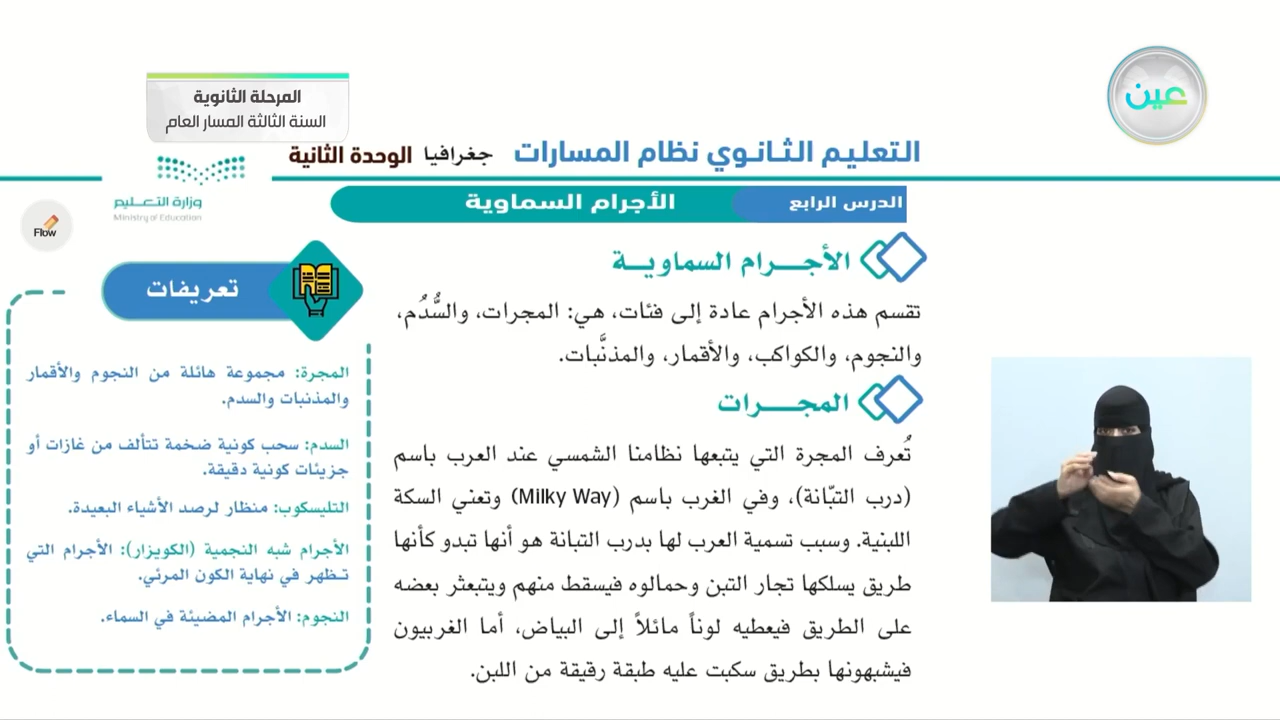 عين
المرحلة الثانوية
السنة الثالثة المسار العام
التعليم الثانوي نظام المسارات جغرافيا الوحدة الثانية
وزارة التعليم
Ministry of Education
الدرس الرابع
الأجرام السماوية
Flow
الأجرام السماوية
تقسم هذه الأجرام عادة إلى فئات، هي: المجرات، والسُّدُم،
والنجوم، والكواكب، والأقمار، والمذنَّبات.
المجرات
تُعرف المجرة التي يتبعها نظامنا الشمسي عند العرب باسم
(درب التبّانة)، وفي الغرب باسم (Milky Way) وتعني السكة
اللبنية. وسبب تسمية العرب لها بدرب التبانة هو أنها تبدو كأنها
طريق يسلكها تجار التبن وحمالوه فيسقط منهم ويتبعثر بعضه
على الطريق فيعطيه لوناً مائلاً إلى البياض، أما الغربيون
فيشبهونها بطريق سكبت عليه طبقة رقيقة من اللبن.
تعريفات
المجرة: مجموعة هائلة من النجوم والأقمار
والمذنبات والسدم.
السدم: سحب كونية ضخمة تتألف من غازات أو
جزيئات كونية دقيقة.
التليسكوب: منظار لرصد الأشياء البعيدة.
الأجرام شبه النجمية (الكويزار): الأجرام التي
تظهر في نهاية الكون المرئي.
النجوم: الأجرام المضيئة في السماء.